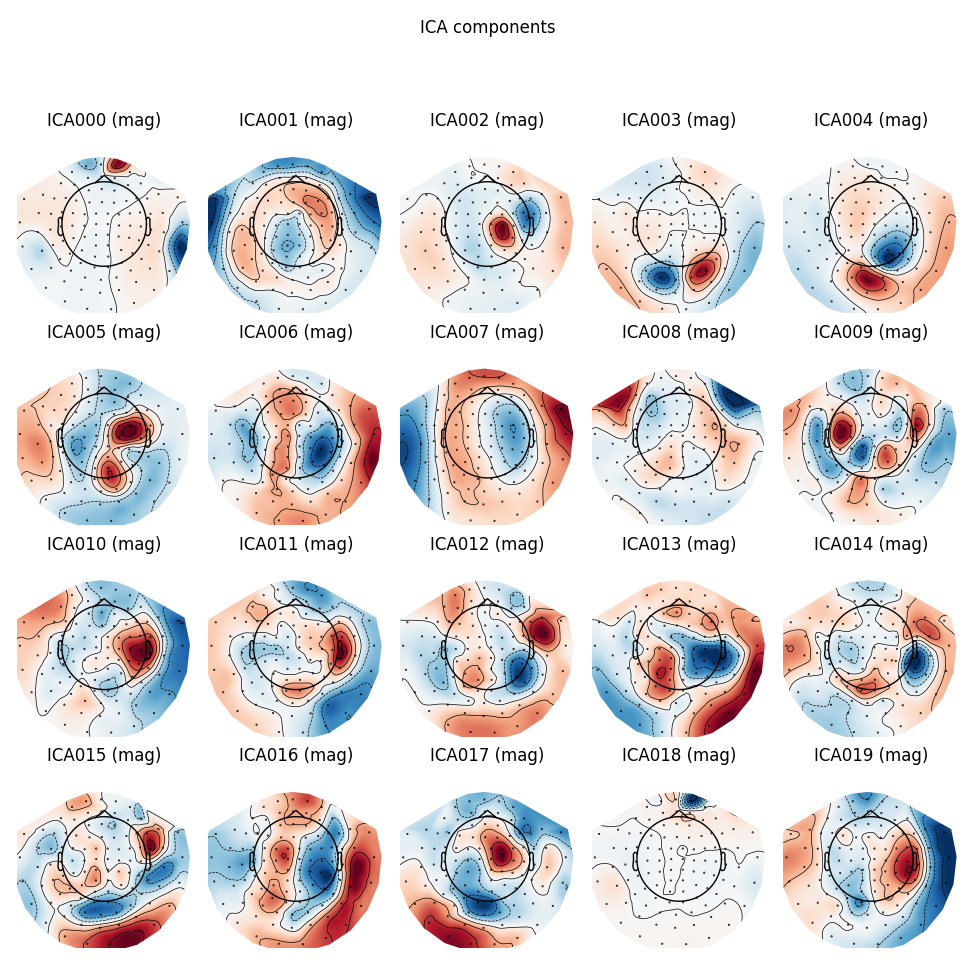 ICA components
ICA000 (mag) ICA001 (mag) ICA002 (mag) ICA003 (mag) ICA004 (mag)
ICA005 (mag) ICA006 (mag) ICA007 (mag) ICA008 (mag) ICA009 (mag)
ICA010 (mag) ICA011 (mag) ICA012 (mag) ICA013 (mag) ICA014 (mag)
ICA015 (mag) ICA016 (mag) ICA017 (mag) ICA018 (mag) ICA019 (mag)